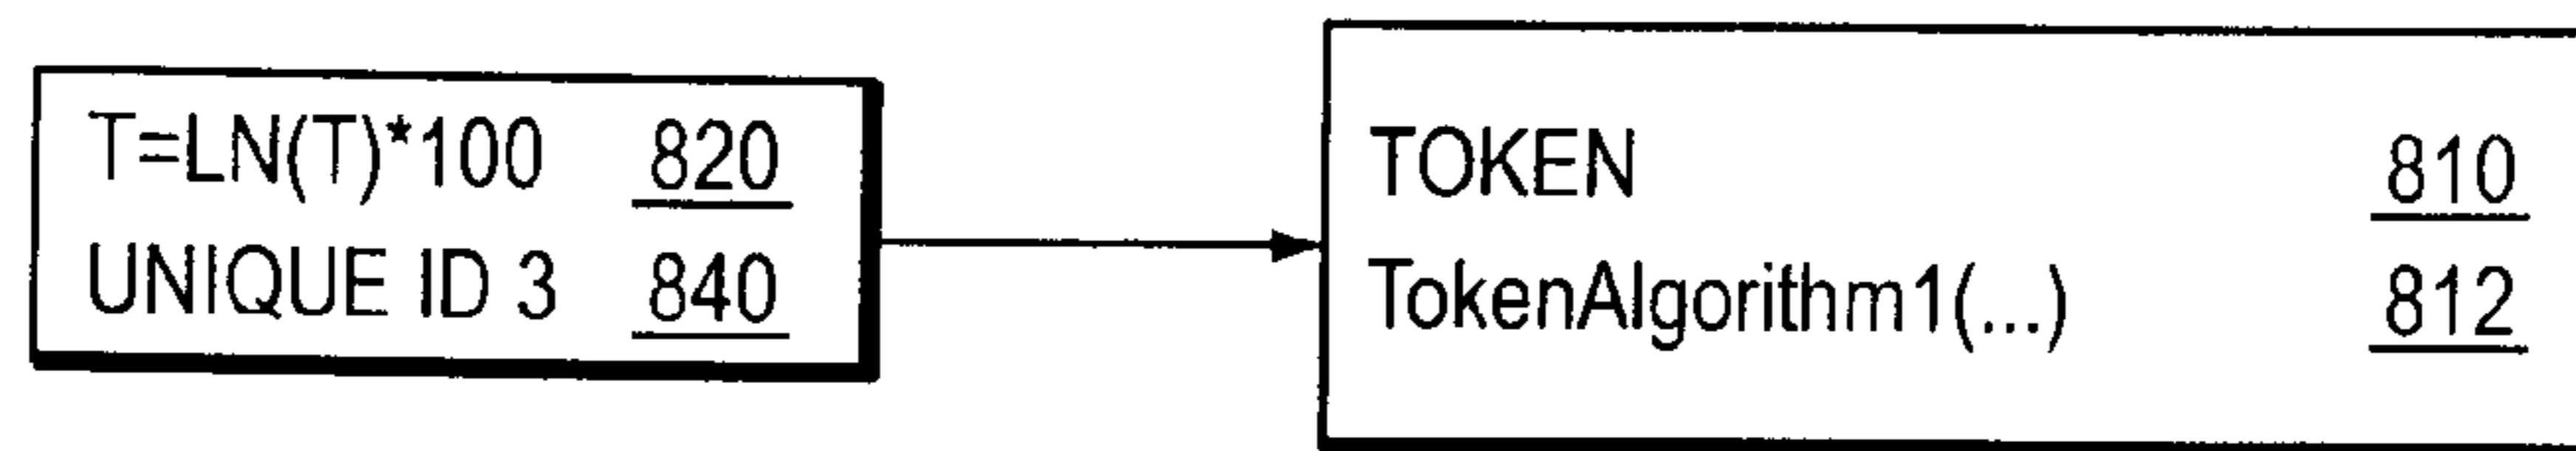 T=LN(T)*100 820
UNIQUE ID 3 840
TOKEN 810
TokenAlgorithm1(...) 812